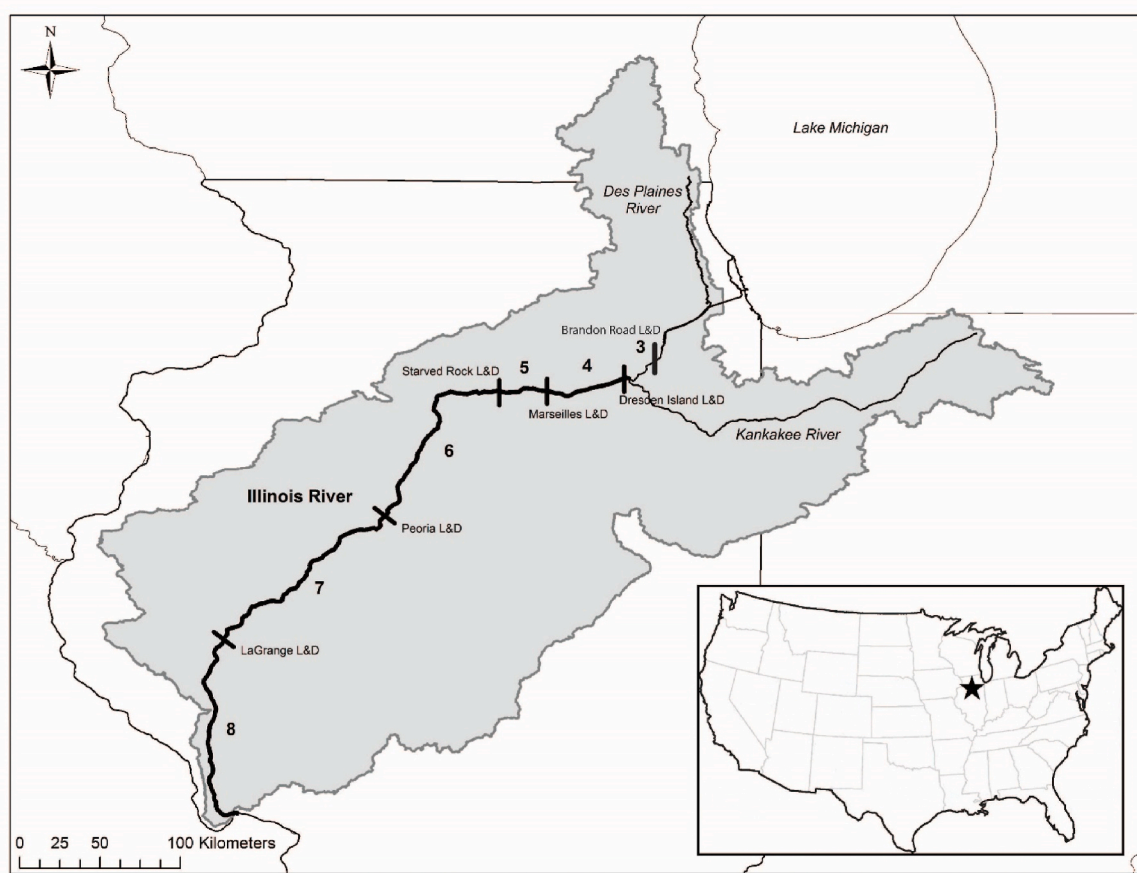 N
Lake Michigan
Des Plaines
River
Brandon Road L&D
3
Starved Rock L&D
5
4
Marseilles L&D
Dresden Island L&D
Kankakee River
6
Illinois River
Peoria L&D
7
LaGrange L&D
8
0 25 50 100 Kilometers